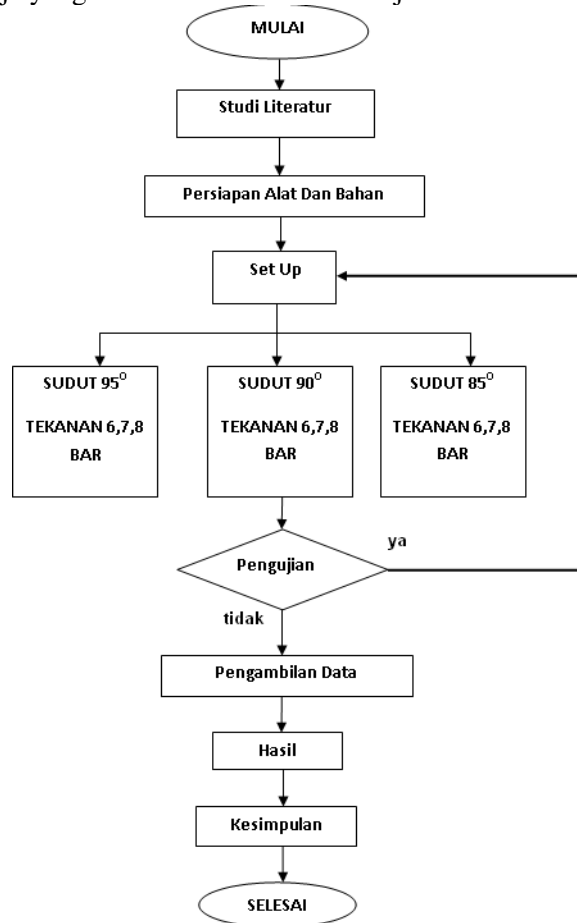 MULAI
Studi Literatur
Persiapan Alat Dan Bahan
Set Up
SUDUT 95°
TEKANAN 6,7,8
BAR
SUDUT 90°
TEKANAN 6,7,8
BAR
SUDUT 85°
TEKANAN 6,7,8
BAR
Pengujian
ya
tidak
Pengambilan Data
Hasil
Kesimpulan
SELESAI